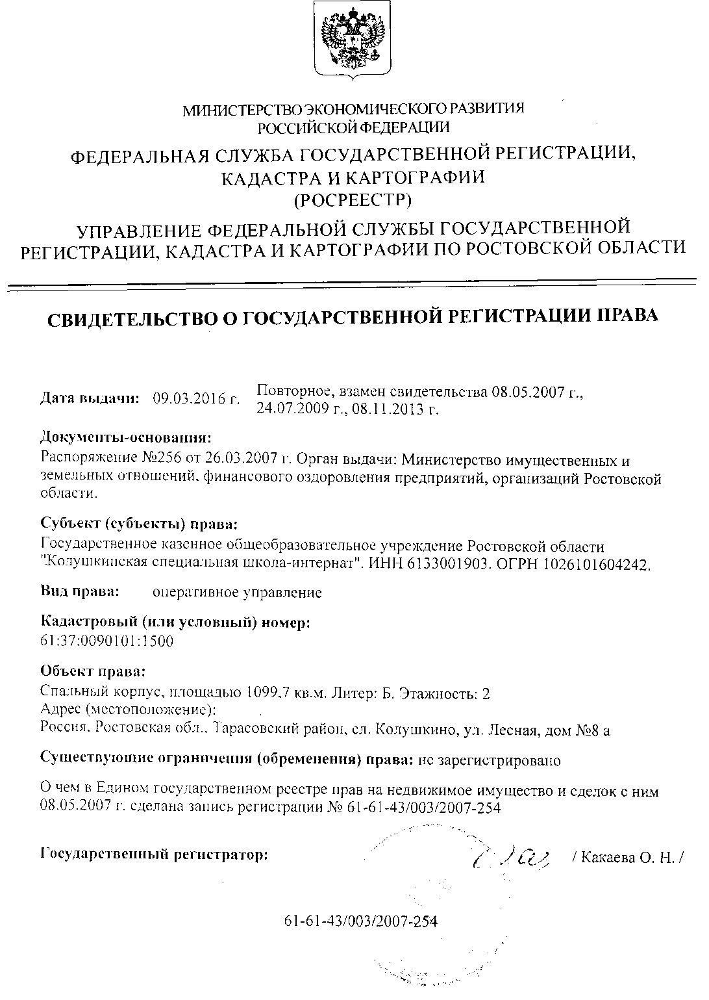 МИНИСТЕРСТВО ЭКОНОМИЧЕСКОГО РАЗВИТИЯ
РОССИЙСКОЙ ФЕДЕРАЦИИ
ФЕДЕРАЛЬНАЯ СЛУЖБА ГОСУДАРСТВЕННОЙ РЕГИСТРАЦИИ,
КАДАСТРА И КАРТОГРАФИИ
(РОСРЕЕСТР)
УПРАВЛЕНИЕ ФЕДЕРАЛЬНОЙ СЛУЖБЫ ГОСУДАРСТВЕННОЙ
РЕГИСТРАЦИИ, КАДАСТРА И КАРТОГРАФИИ ПО РОСТОВСКОЙ ОБЛАСТИ
СВИДЕТЕЛЬСТВО О ГОСУДАРСТВЕННОЙ РЕГИСТРАЦИИ ПРАВА
Дата выдачи: 09.03.2016 г. Повторное, взамен свидетельства 08.05.2007 г.,
24.07.2009 г., 08.11.2013 г.
Документы-основания:
Распоряжение №256 от 26.03.2007 г. Орган выдачи: Министерство имущественных и
земельных отношений, финансового оздоровления предприятий, организаций Ростовской
области.
Субъект (субъекты) права:
Государственное казенное общеобразовательное учреждение Ростовской области
"Колушкинская специальная школа-интернат". ИНН 6133001903. ОГРН 1026101604242.
Вид права: оперативное управление
Кадастровый (или условный) номер:
61:37:0090101:1500
Объект права:
Спальный корпус, площадью 1099,7 кв.м. Литер: Б. Этажность: 2
Адрес (местоположение):
Россия, Ростовская обл., Тарасовский район, сл. Колушкино, ул. Лесная, дом №8 а
Существующие ограничения (обременения) права: не зарегистрировано
О чем в Едином государственном реестре прав на недвижимое имущество и сделок с ним
08.05.2007 г. сделана запись регистрации № 61-61-43/003/2007-254
Государственный регистратор: / Какаева О. Н. /
61-61-43/003/2007-254